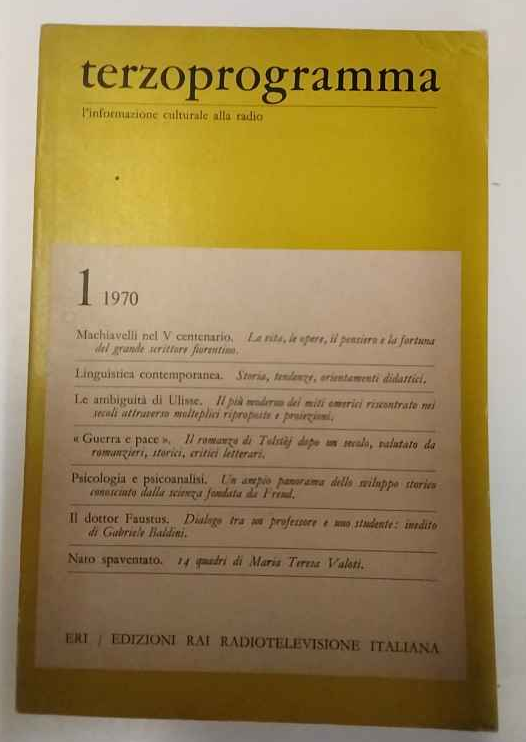 terzoprogramma
l'informazione culturale alla radio
1 1970
Machiavelli nel V centenario. La vita, le opere, il pensiero e la fortuna
del grande scrittore fiorentino.
Linguistica contemporanea. Storia, tendenze, orientamenti didattici.
Le ambiguità di Ulisse. Il più moderno dei miti omerici riscontrato nei
secoli attraverso molteplici riproposte e proiezioni.
« Guerra e pace ». Il romanzo di Tolstòj dopo un secolo, valutato da
romanzieri, storici, critici letterari.
Psicologia e psicoanalisi. Un ampio panorama dello sviluppo storico
conosciuto dalla scienza fondata da Freud.
Il dottor Faustus. Dialogo tra un professore e uno studente: inedito
di Gabriele Baldini.
Nato spaventato. 14 quadri di Maria Teresa Valoti.
ERI / EDIZIONI RAI RADIOTELEVISIONE ITALIANA